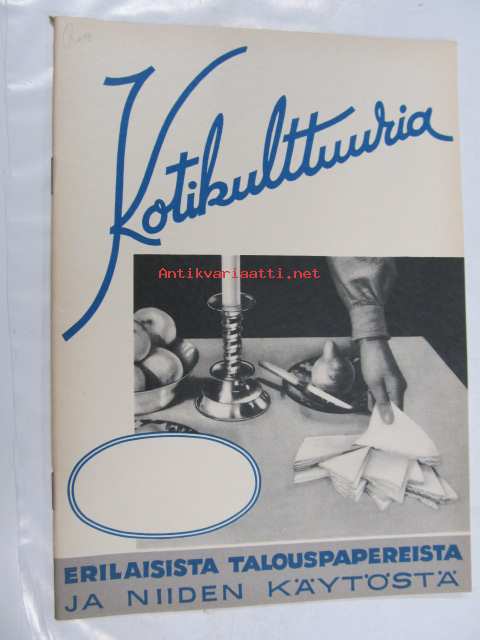 Kotikulttuuria
Antikvariaatti.net
ERILAISISTA TALOUSPAPEREISTA
JA NIIDEN KÄYTÖSTÄ